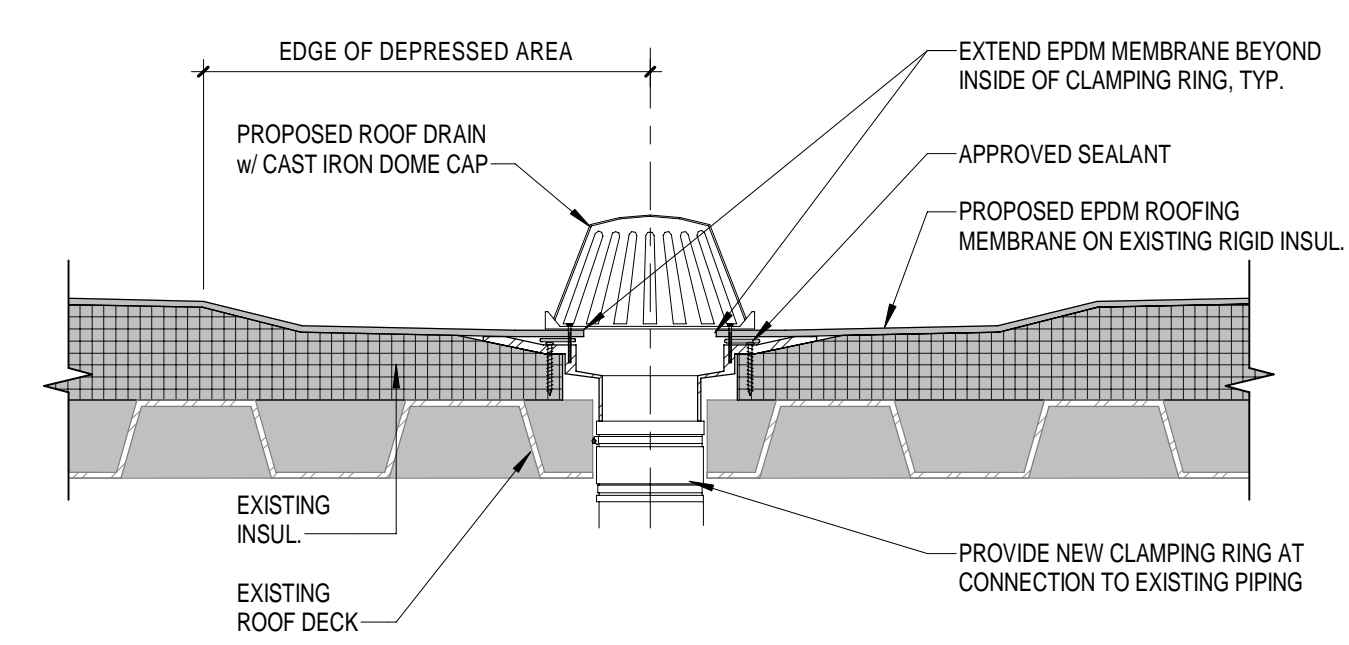 EDGE OF DEPRESSED AREA
PROPOSED ROOF DRAIN
w/ CAST IRON DOME CAP
EXTEND EPDM MEMBRANE BEYOND
INSIDE OF CLAMPING RING, TYP.
APPROVED SEALANT
PROPOSED EPDM ROOFING
MEMBRANE ON EXISTING RIGID INSUL.
EXISTING
INSUL.
EXISTING
ROOF DECK
PROVIDE NEW CLAMPING RING AT
CONNECTION TO EXISTING PIPING